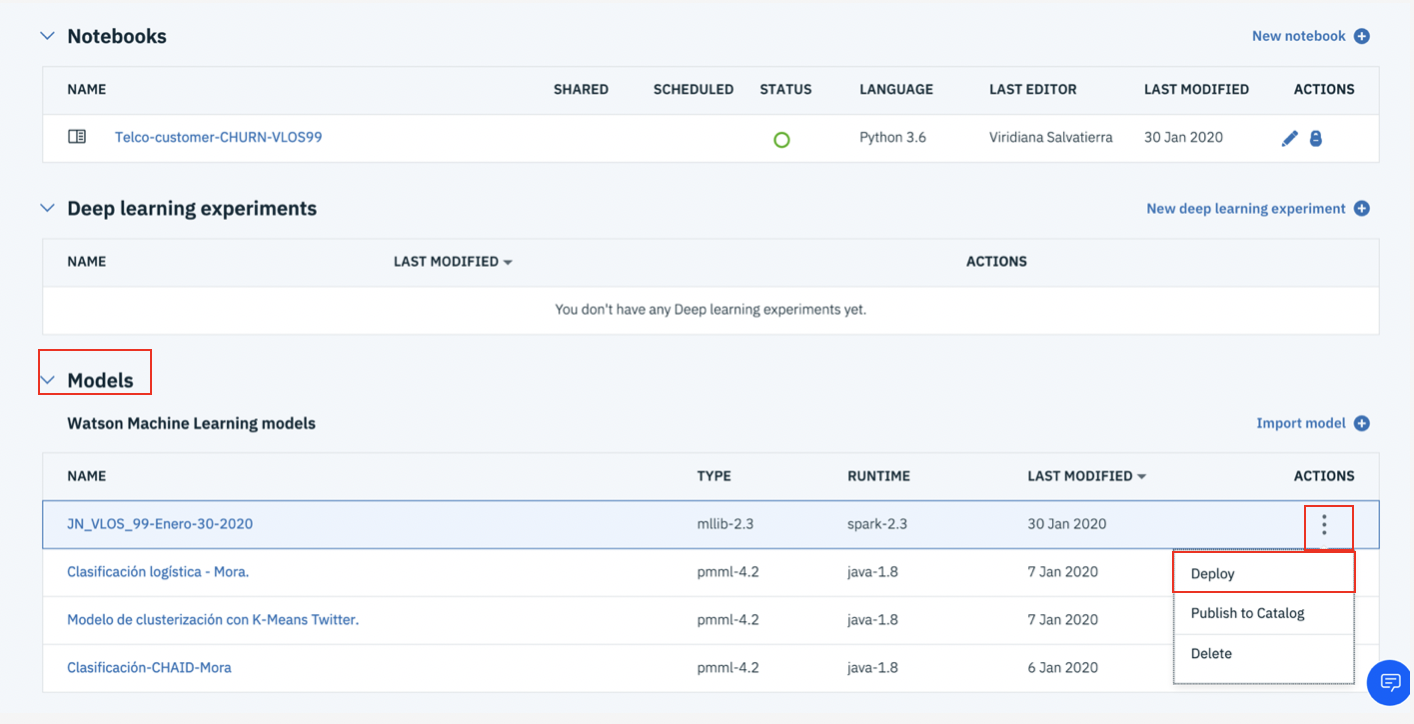 Notebooks New notebook
NAME SHARED SCHEDULED STATUS LANGUAGE LAST EDITOR LAST MODIFIED ACTIONS
Telco-customer-CHURN-VLOS99 Python 3.6 Viridiana Salvatierra 30 Jan 2020
Deep learning experiments New deep learning experiment
NAME LAST MODIFIED ACTIONS
You don't have any Deep learning experiments yet.
Models
Watson Machine Learning models Import model
NAME TYPE RUNTIME LAST MODIFIED ACTIONS
JN_VLOS_99-Enero-30-2020 mllib-2.3 spark-2.3 30 Jan 2020
Clasificación logística - Mora. pmml-4.2 java-1.8 7 Jan 2020 Deploy
Modelo de clusterización con K-Means Twitter. pmml-4.2 java-1.8 7 Jan 2020 Publish to Catalog
Clasificación-CHAID-Mora pmml-4.2 java-1.8 6 Jan 2020 Delete